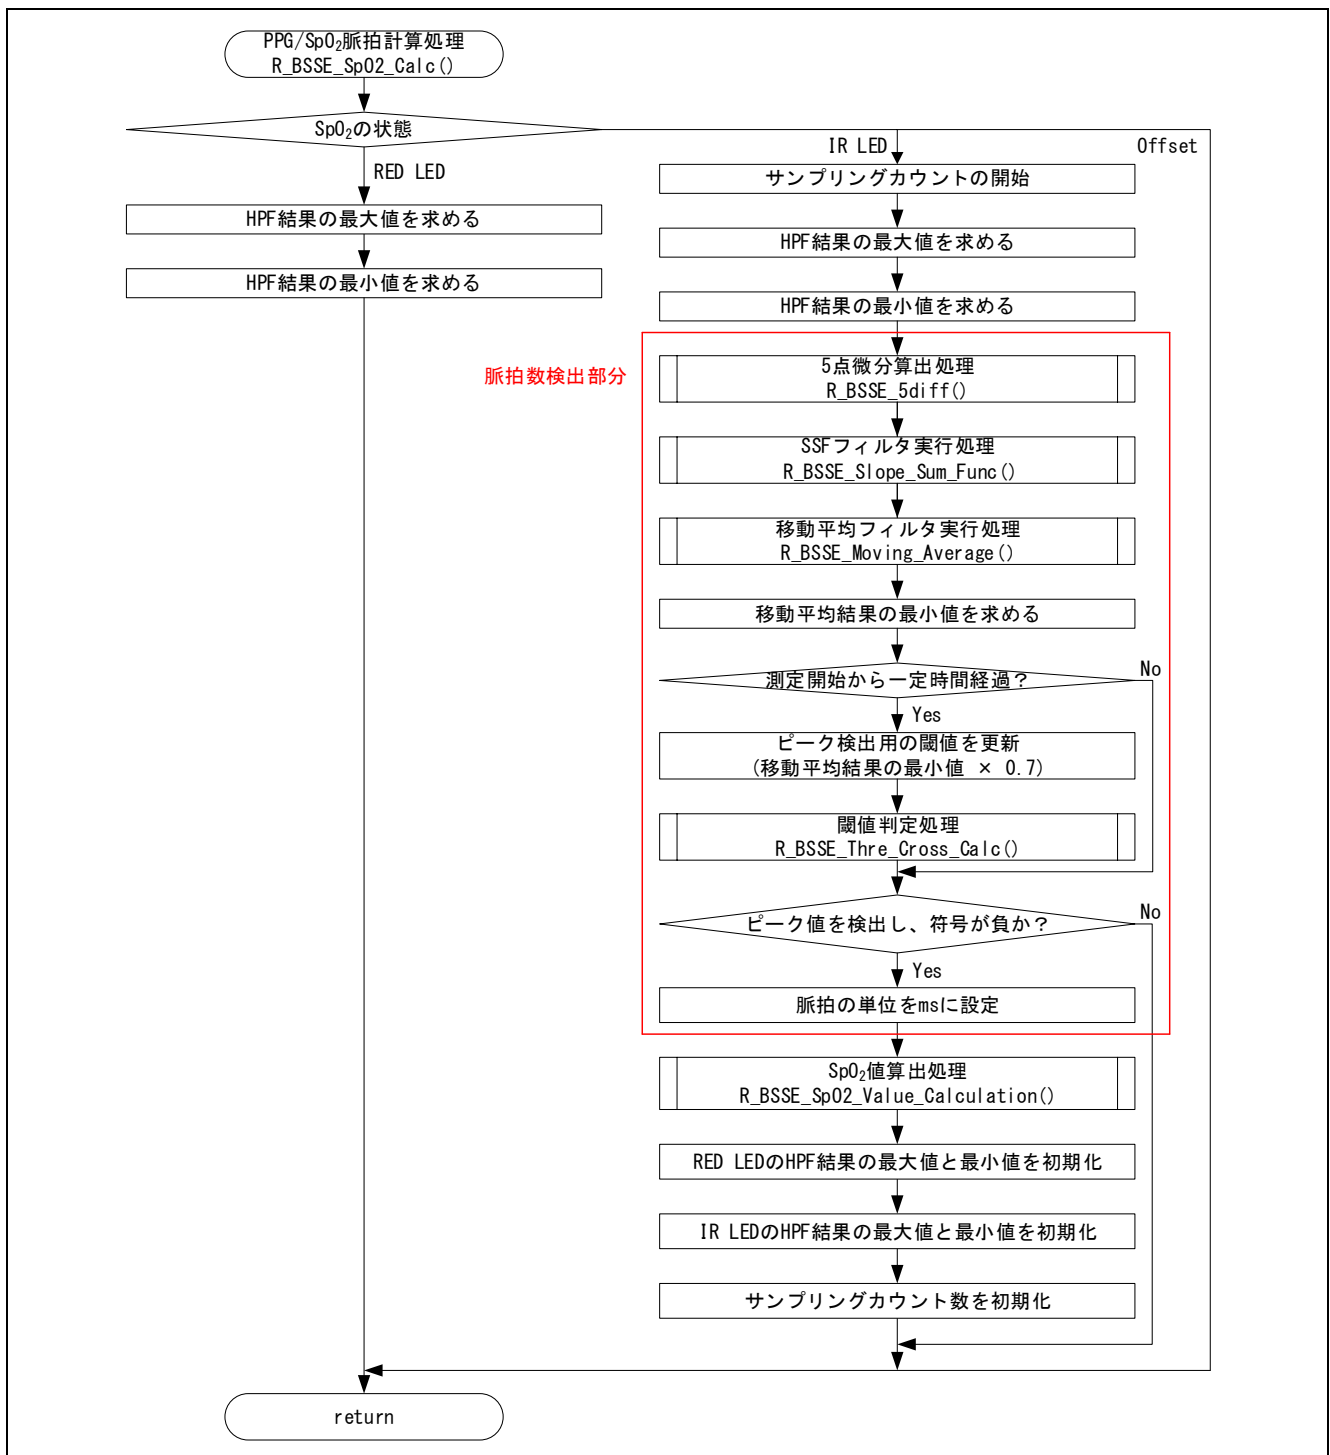 PPG/SpO₂脈拍計算処理
R_BSSE_SpO2_Calc()
SpO₂の状態
RED LED
HPF結果の最大値を求める
HPF結果の最小値を求める
IR LED
Offset
サンプリングカウントの開始
HPF結果の最大値を求める
HPF結果の最小値を求める
脈拍数検出部分
5点微分算出処理
R_BSSE_5diff()
SSFフィルタ実行処理
R_BSSE_Slope_Sum_Func()
移動平均フィルタ実行処理
R_BSSE_Moving_Average()
移動平均結果の最小値を求める
測定開始から一定時間経過？
No
Yes
ピーク検出用の閾値を更新
(移動平均結果の最小値 × 0.7)
閾値判定処理
R_BSSE_Thre_Cross_Calc()
ピーク値を検出し、符号が負か？
No
Yes
脈拍の単位をmsに設定
SpO₂値算出処理
R_BSSE_SpO2_Value_Calculation()
RED LEDのHPF結果の最大値と最小値を初期化
IR LEDのHPF結果の最大値と最小値を初期化
サンプリングカウント数を初期化
return